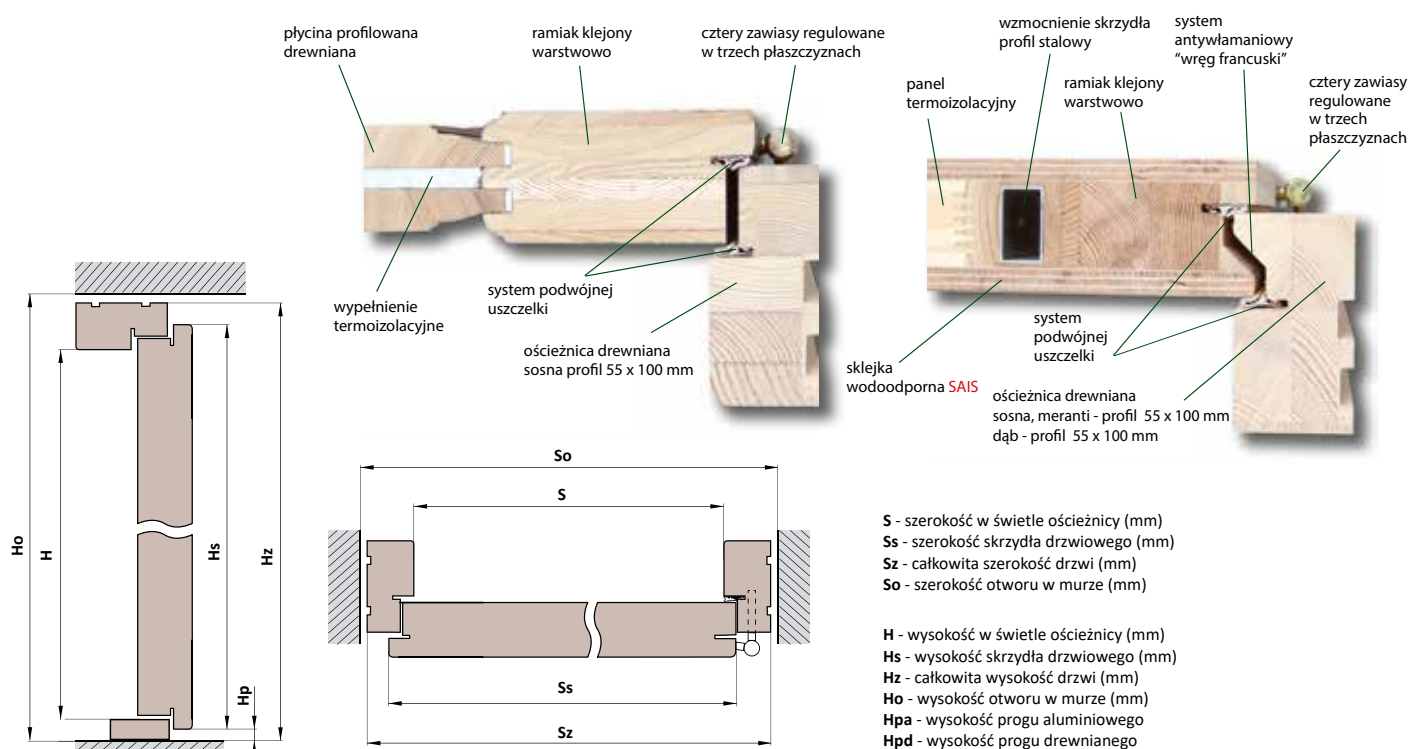 płycina profilowana
drewniana
ramiak klejony
warstwowo
cztery zawiasy regulowane
w trzech płaszczyznach
wypełnienie
termoizolacyjne
system podwójnej
uszczelki
ościeżnica drewniana
sosna profil 55 x 100 mm
wzmocnienie skrzydła
profil stalowy
system
antywłamaniowy
“wręg francuski”
panel
termoizolacyjny
ramiak klejony
warstwowo
cztery zawiasy
regulowane
w trzech
płaszczyznach
system
podwójnej
uszczelki
sklejka
wodoodporna SAIS
ościeżnica drewniana
sosna, meranti - profil 55 x 100 mm
dąb - profil 55 x 100 mm
Ho
H
Hs
Hz
Hp
So
S
Ss
Sz
S - szerokość w świetle ościeżnicy (mm)
Ss - szerokość skrzydła drzwiowego (mm)
Sz - całkowita szerokość drzwi (mm)
So - szerokość otworu w murze (mm)
H - wysokość w świetle ościeżnicy (mm)
Hs - wysokość skrzydła drzwiowego (mm)
Hz - całkowita wysokość drzwi (mm)
Ho - wysokość otworu w murze (mm)
Hpa - wysokość progu aluminiowego
Hpd - wysokość progu drewnianego